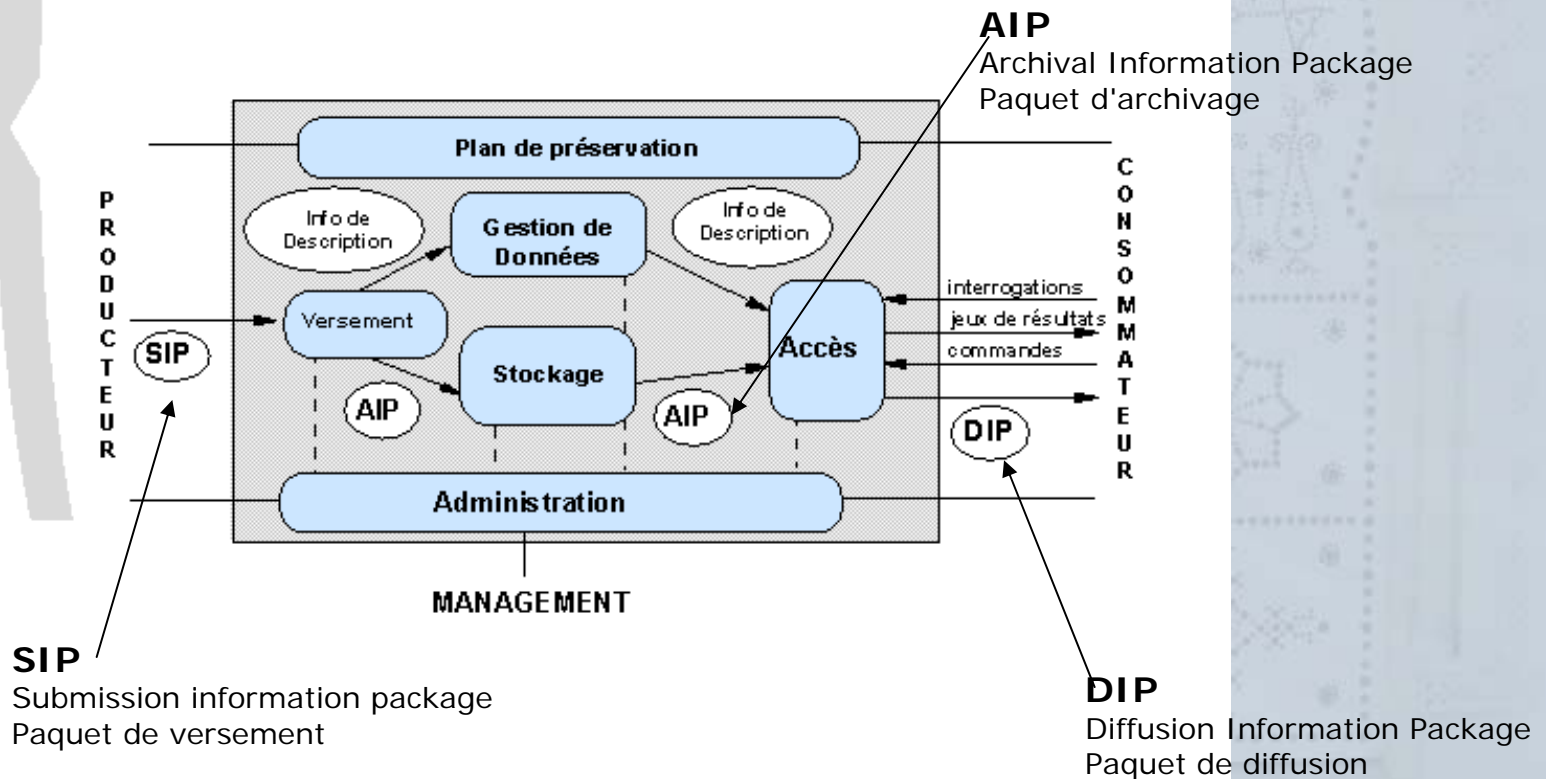 AIP
Archival Information Package
Paquet d'archivage
Plan de préservation
PRODUCTEUR
CONSOMMATEUR
Info de
Description
Gestion de
Données
Info de
Description
interrogations
jeux de résultats
commandes
Versement
Accès
SIP
Stockage
AIP
AIP
DIP
Administration
MANAGEMENT
SIP
Submission information package
Paquet de versement
DIP
Diffusion Information Package
Paquet de diffusion